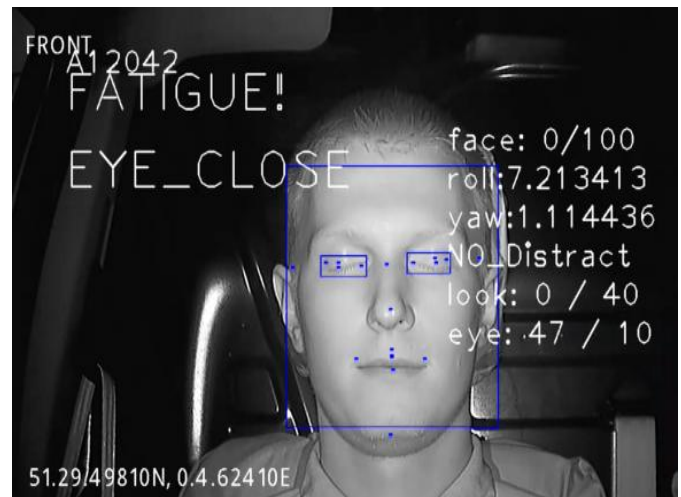 FRONT
A12042
FATIGUE!
EYE_CLOSE
face: 0/100
roll:7.213413
yaw:1.114436
NO_Distract
look: 0 / 40
eye: 47 / 10
51.29.49810N, 0.4.62410E